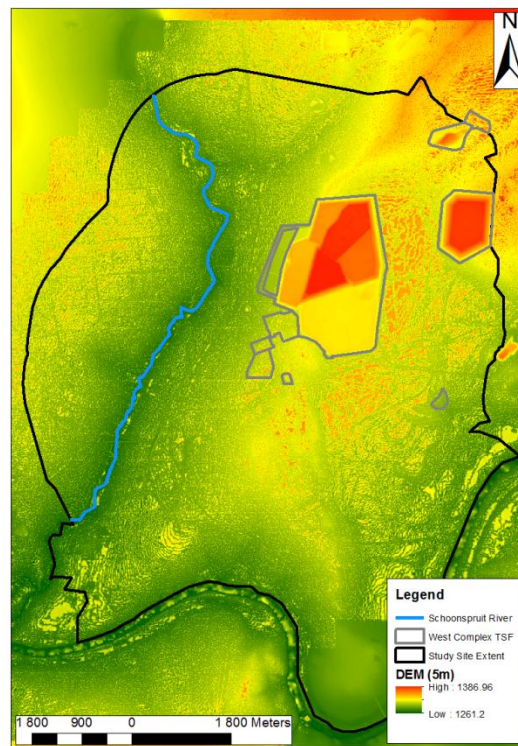 N
Legend
Schoonspruit River
West Complex TSF
Study Site Extent
DEM (5m)
High : 1386.96
Low : 1261.2
1 800 900 0 1 800 Meters